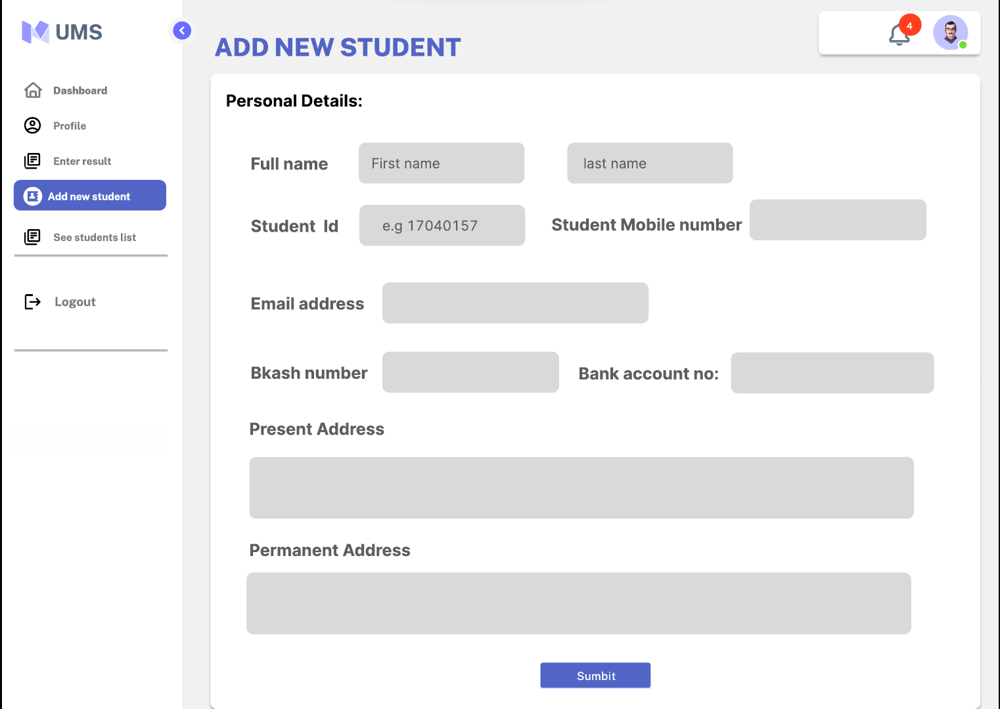 UMS
Dashboard
Profile
Enter result
Add new student
See students list
Logout
ADD NEW STUDENT
4
Personal Details:
Full name First name last name
Student Id e.g 17040157 Student Mobile number
Email address
Bkash number Bank account no:
Present Address
Permanent Address
Sumbit